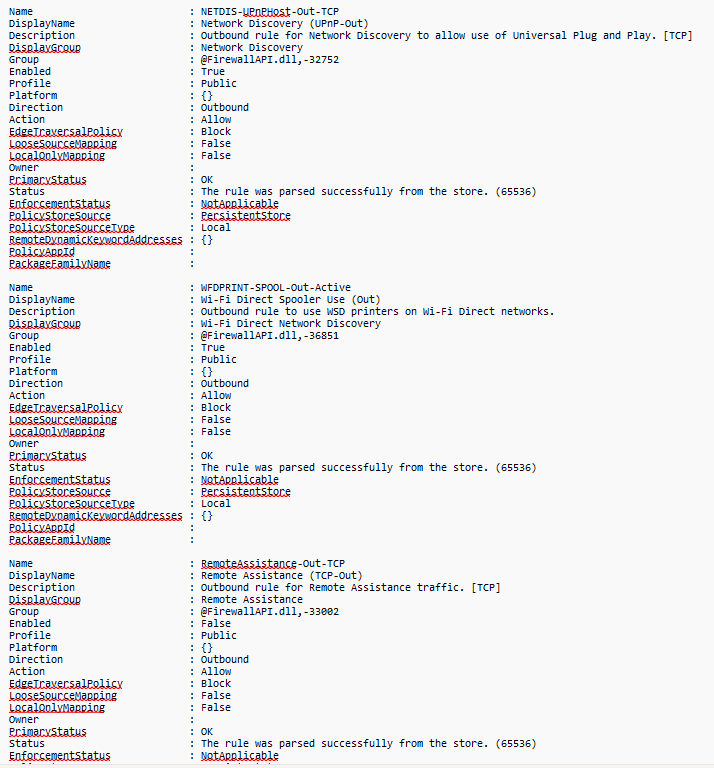 Name : NETDIS-UPnPHost-Out-TCP
DisplayName : Network Discovery (UPnP-Out)
Description : Outbound rule for Network Discovery to allow use of Universal Plug and Play. [TCP]
DisplayGroup : Network Discovery
Group : @FirewallAPI.dll,-32752
Enabled : True
Profile : Public
Platform : {}
Direction : Outbound
Action : Allow
EdgeTraversalPolicy : Block
LooseSourceMapping : False
LocalOnlyMapping : False
Owner :
PrimaryStatus : OK
Status : The rule was parsed successfully from the store. (65536)
EnforcementStatus : NotApplicable
PolicyStoreSource : PersistentStore
PolicyStoreSourceType : Local
RemoteDynamicKeywordAddresses : {}
PolicyAppId :
PackageFamilyName :
Name : WFDPRINT-SPOOL-Out-Active
DisplayName : Wi-Fi Direct Spooler Use (Out)
Description : Outbound rule to use WSD printers on Wi-Fi Direct networks.
DisplayGroup : Wi-Fi Direct Network Discovery
Group : @FirewallAPI.dll,-36851
Enabled : True
Profile : Public
Platform : {}
Direction : Outbound
Action : Allow
EdgeTraversalPolicy : Block
LooseSourceMapping : False
LocalOnlyMapping : False
Owner :
PrimaryStatus : OK
Status : The rule was parsed successfully from the store. (65536)
EnforcementStatus : NotApplicable
PolicyStoreSource : PersistentStore
PolicyStoreSourceType : Local
RemoteDynamicKeywordAddresses : {}
PolicyAppId :
PackageFamilyName :
Name : RemoteAssistance-Out-TCP
DisplayName : Remote Assistance (TCP-Out)
Description : Outbound rule for Remote Assistance traffic. [TCP]
DisplayGroup : Remote Assistance
Group : @FirewallAPI.dll,-33002
Enabled : False
Profile : Public
Platform : {}
Direction : Outbound
Action : Allow
EdgeTraversalPolicy : Block
LooseSourceMapping : False
LocalOnlyMapping : False
Owner :
PrimaryStatus : OK
Status : The rule was parsed successfully from the store. (65536)
EnforcementStatus : NotApplicable